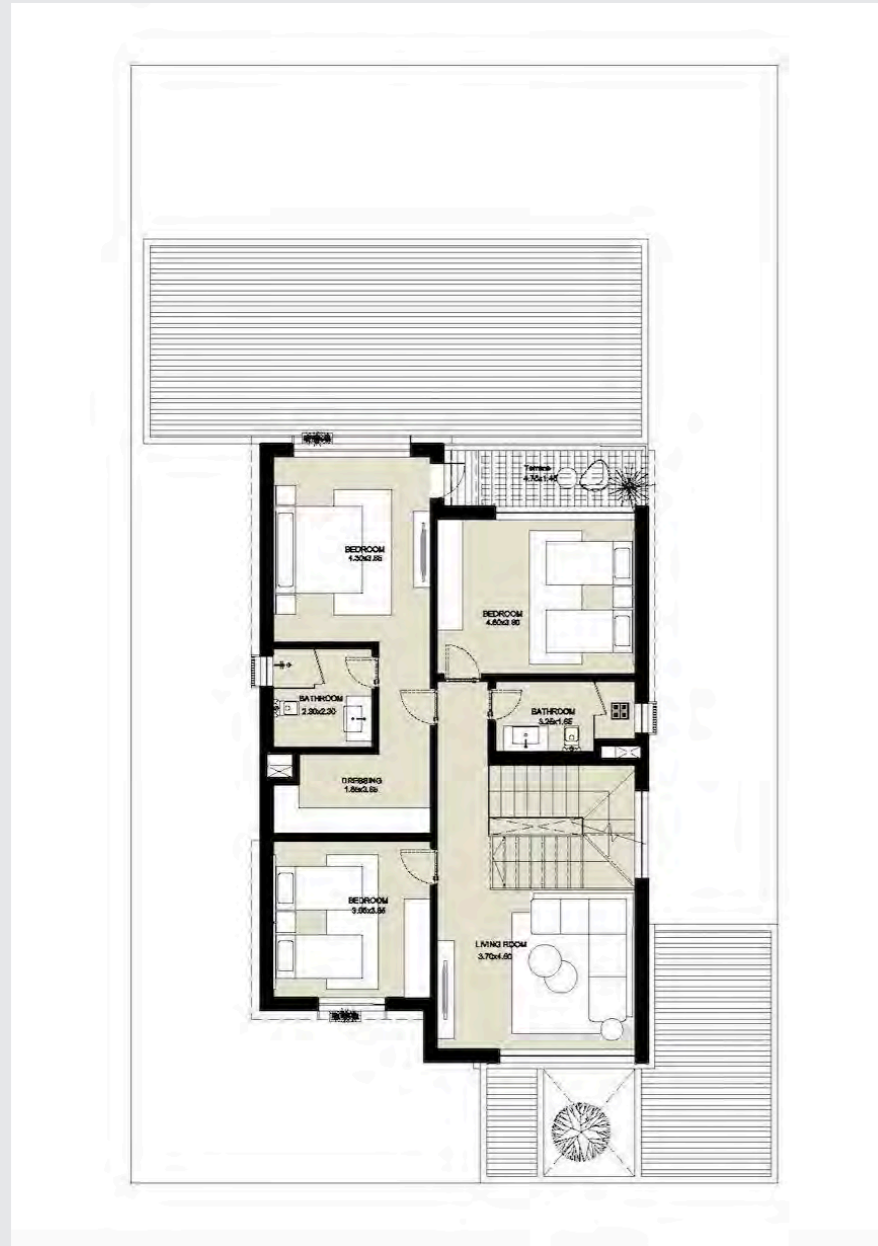 Terrace
BEDROOM
BEDROOM
4.60x3.80
BATHROOM
2.30x2.30
BATHROOM
3.25x1.65
DRESSING
BEDROOM
LIVING ROOM
3.70x4.60